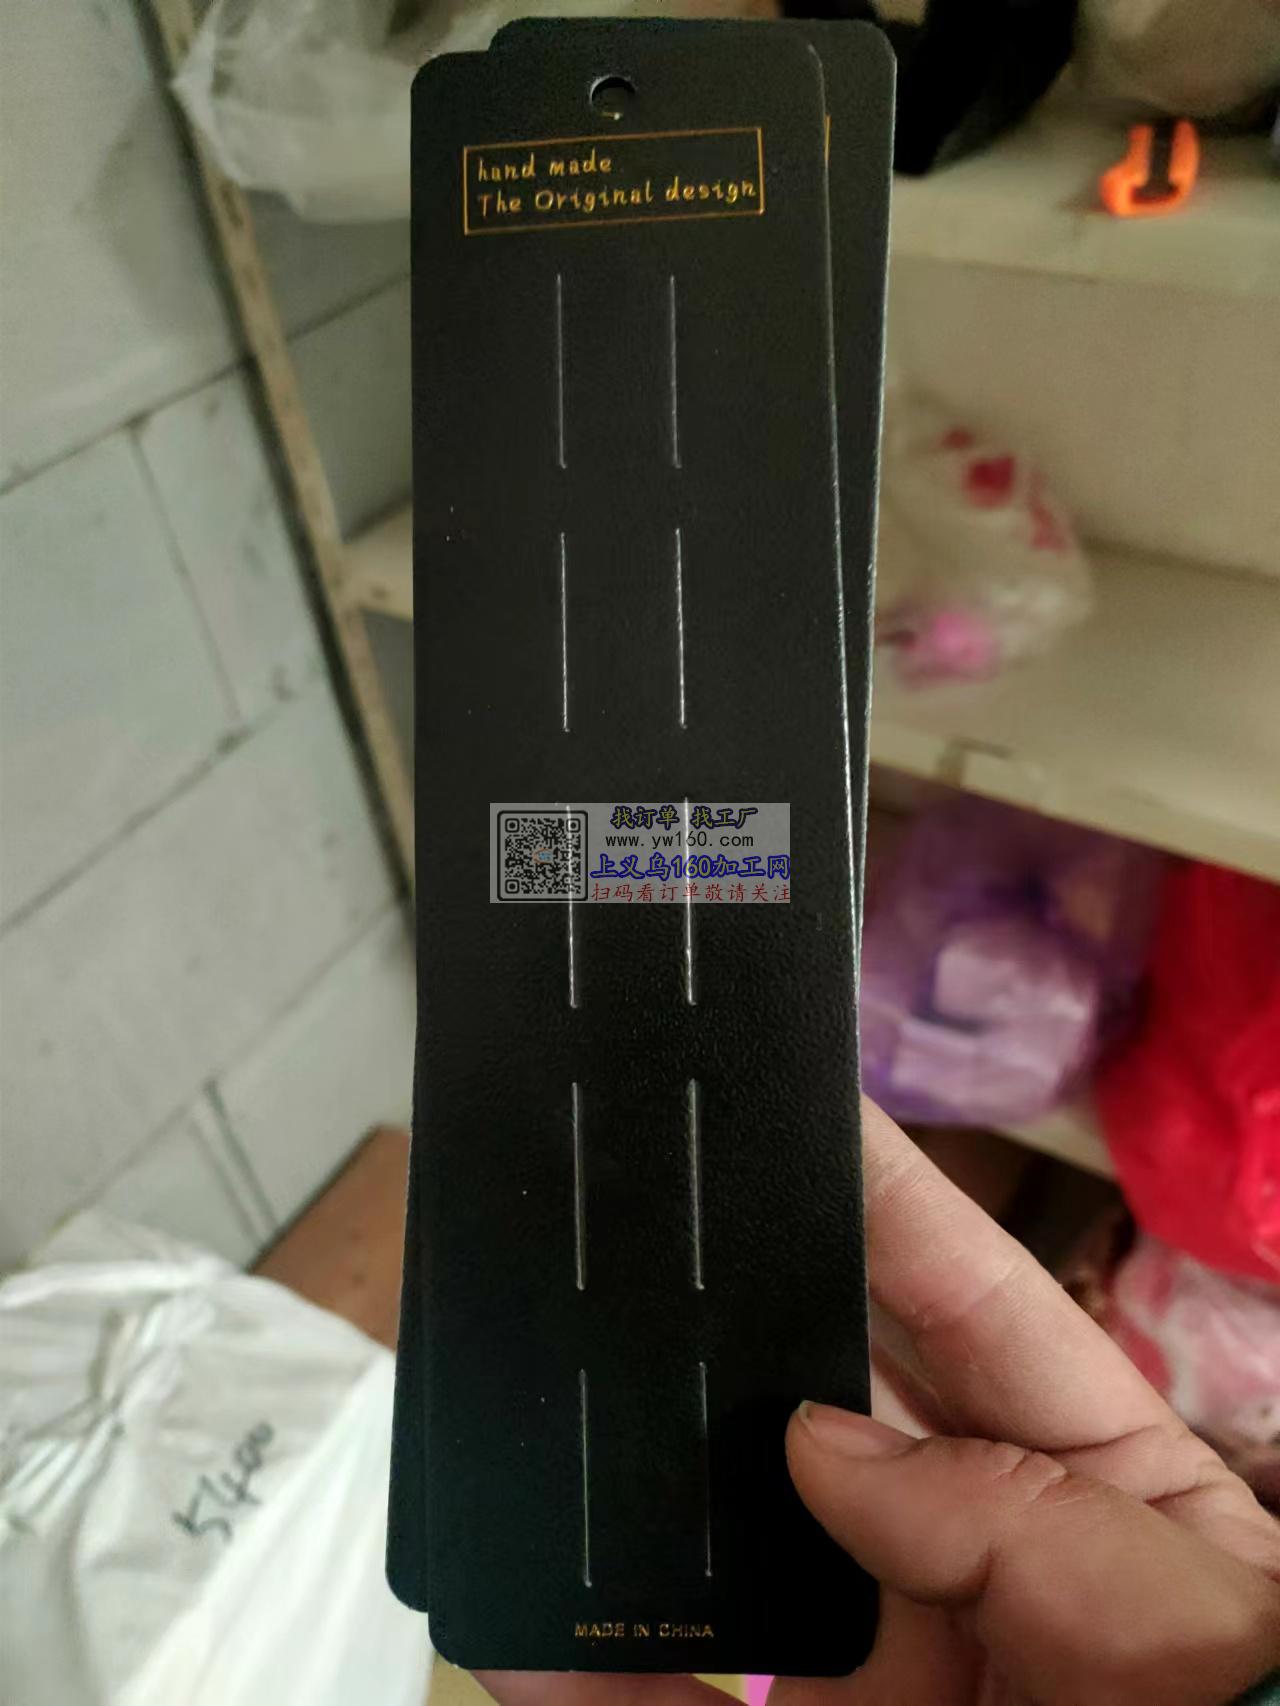 hand made
The Original design
找订单 找工厂
www.yw160.com
上义乌160加工网
扫码看订单敬请关注
5400
MADE IN CHINA